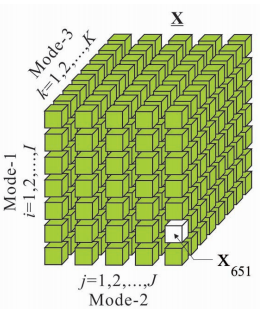 X
Mode-3
k=1,2,...,K
Mode-1
i=1,2,...,I
X651
j=1,2,...,J
Mode-2